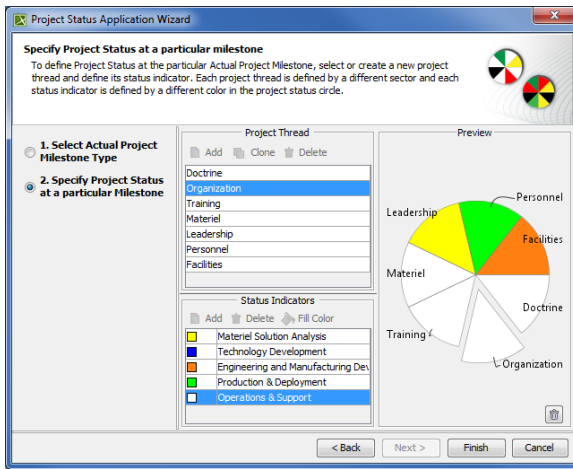 Project Status Application Wizard
Specify Project Status at a particular milestone
To define Project Status at the particular Actual Project Milestone, select or create a new project
thread and define its status indicator. Each project thread is defined by a different sector and each
status indicator is defined by a different color in the project status circle.
1. Select Actual Project
Milestone Type
2. Specify Project Status
at a particular Milestone
Project Thread
Add Clone Delete
Doctrine
Organization
Training
Materiel
Leadership
Personnel
Facilities
Status Indicators
Add Delete Fill Color
Materiel Solution Analysis
Technology Development
Engineering and Manufacturing Dev
Production & Deployment
Operations & Support
Preview
Personnel
Leadership
Facilities
Materiel
Doctrine
Training
Organization
< Back Next > Finish Cancel